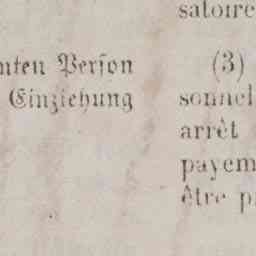 nten Person
Einziehung
satoire
(3)
sonnel
arrêt
payem
être p